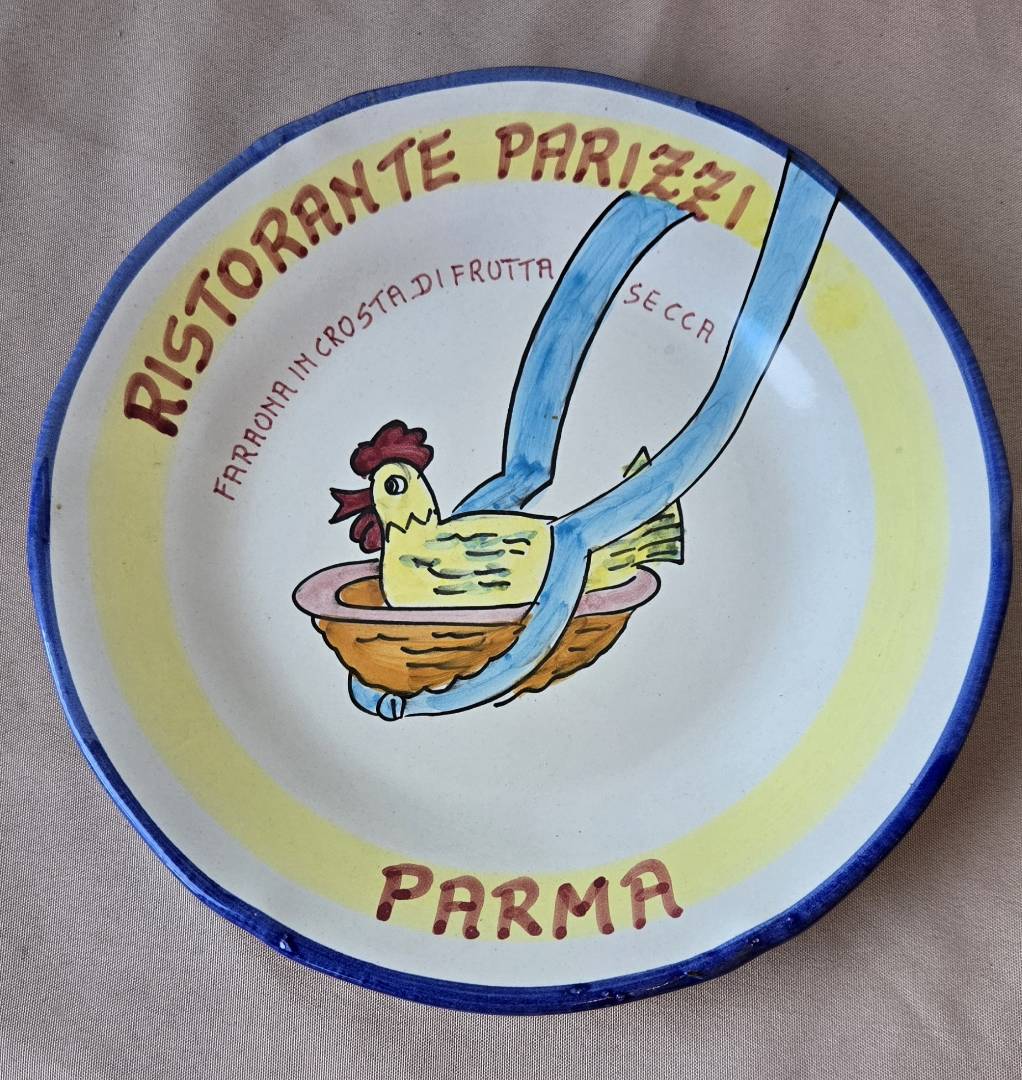 RISTORANTE PARIZZI
FARAONA IN CROSTA DI FRUTTA SECCA
PARMA